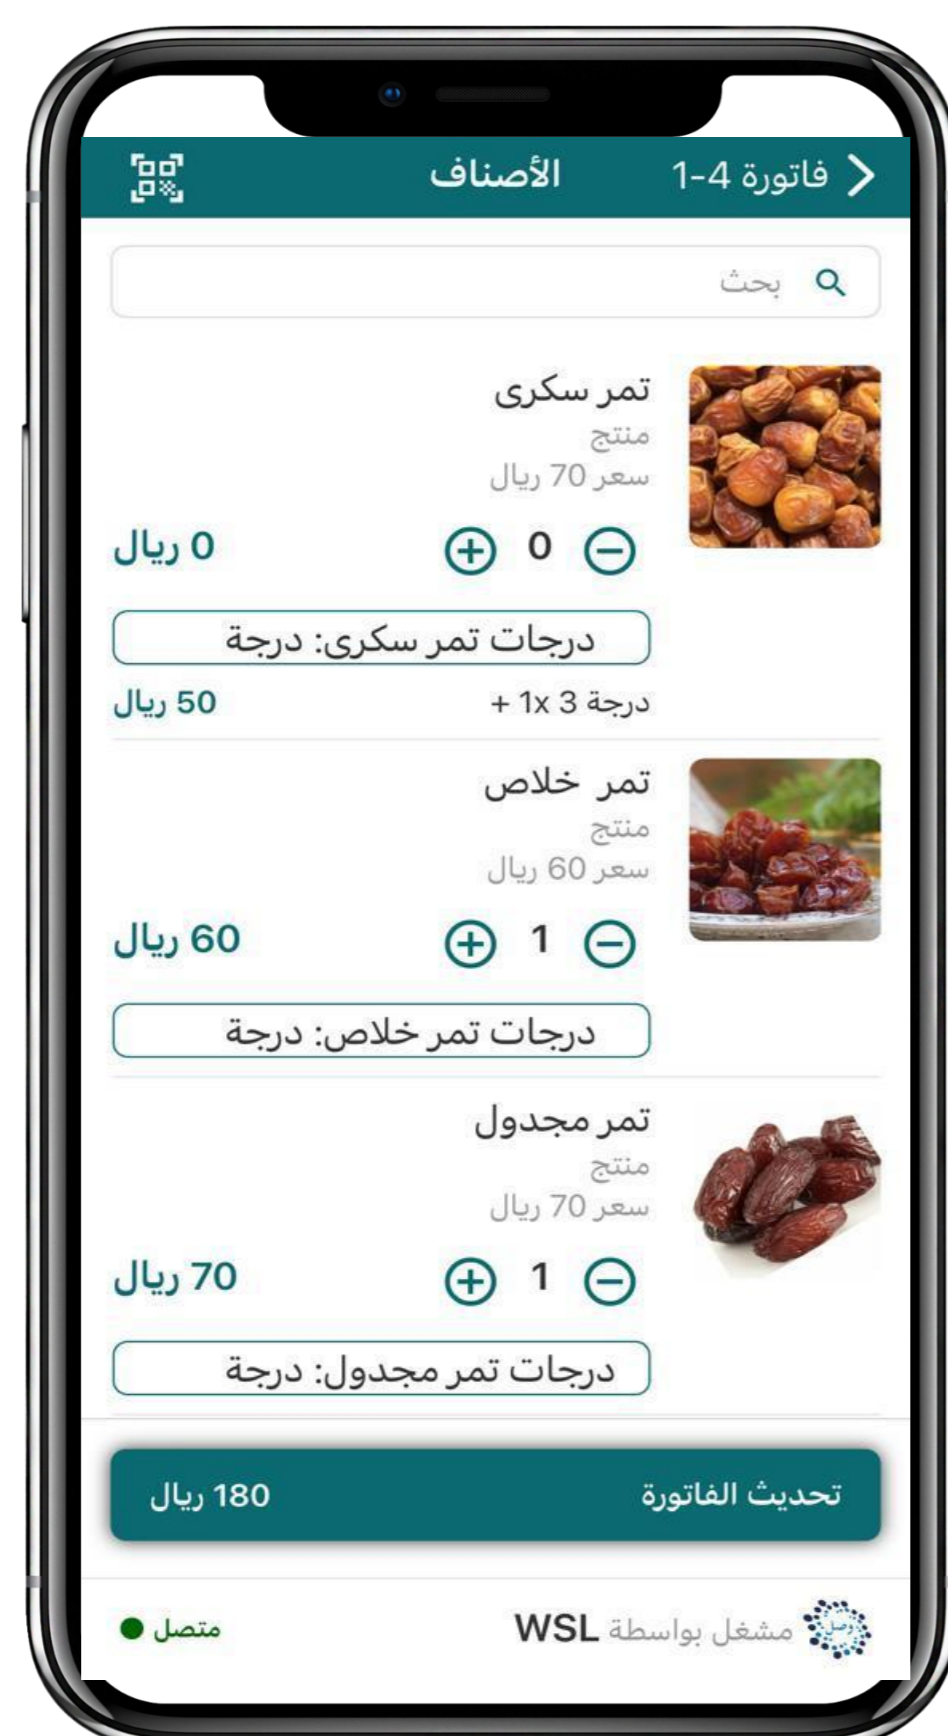 فاتورة 4-1
الأصناف
بحث
تمر سكرى
منتج
سعر 70 ريال
0
0 ريال
درجات تمر سكرى: درجة
درجة 3 1x +
50 ريال
تمر خلاص
منتج
سعر 60 ريال
1
60 ريال
درجات تمر خلاص: درجة
تمر مجدول
منتج
سعر 70 ريال
1
70 ريال
درجات تمر مجدول: درجة
تحديث الفاتورة
180 ريال
وصل
مشغل بواسطة WSL
متصل